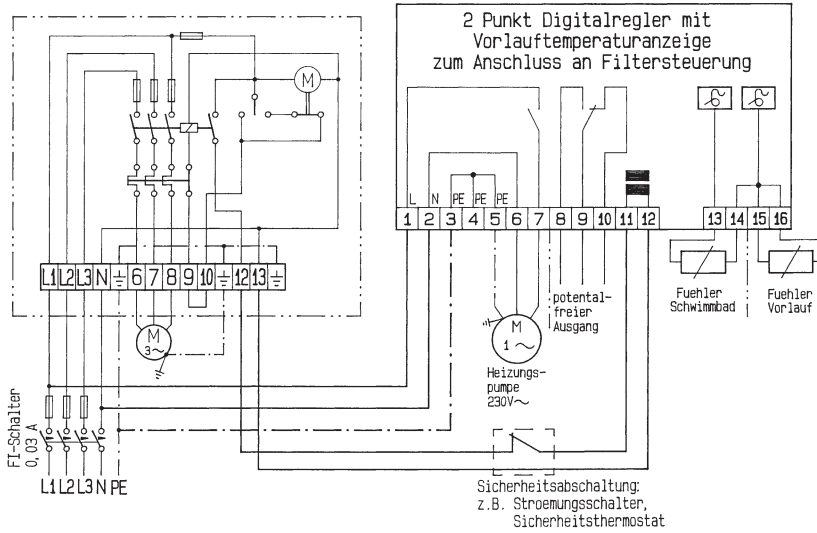 2 Punkt Digitalregler mit
Vorlauftemperaturanzeige
zum Anschluss an Filtersteuerung
M
L N PE PE PE
1 2 3 4 5 6 7 8 9 10 11 12 13 14 15 16
L1 L2 L3 N 6 7 8 9 10 12 13
M
3~
M
1~
Heizungs-
pumpe
230V~
potental-
freier
Ausgang
Fuehler
Schwimmbad
Fuehler
Vorlauf
FI-Schalter
0,03 A
L1 L2 L3 N PE
Sicherheitsabschaltung:
z.B. Stroemungsschalter,
Sicherheitsthermostat